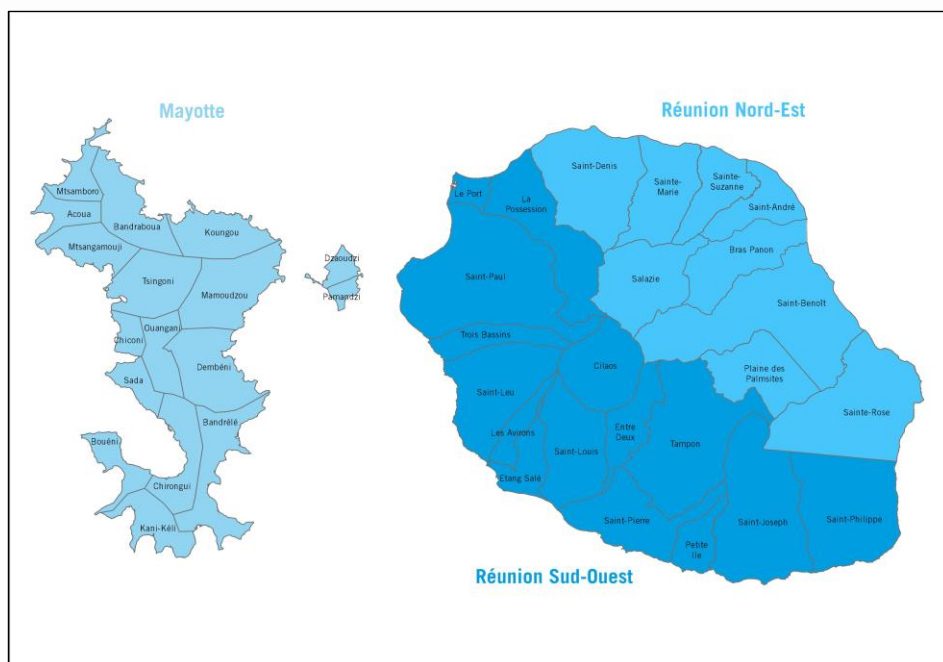 Mayotte
Mtsamboro
Acoua
Bandraboua
Koungou
Mtsangamouji
Tsingoni
Mamoudzou
Dzaoudzi
Pamandzi
Ouangani
Chiconi
Sada
Dembéni
Bandrélé
Bouéni
Chirongui
Kani-Kéli
Réunion Nord-Est
Saint-Denis
Sainte-
Marie
Sainte-
Suzanne
Saint-André
Le Port
La
Possession
Bras Panon
Salazie
Saint-Paul
Saint-Benoît
Trois Bassins
Cilaos
Plaine des
Palmsites
Saint-Leu
Sainte-Rose
Les Avirons
Entre
Deux
Tampon
Saint-Louis
Etang Salé
Saint-Pierre
Saint-Joseph
Saint-Philippe
Petite
Ile
Réunion Sud-Ouest